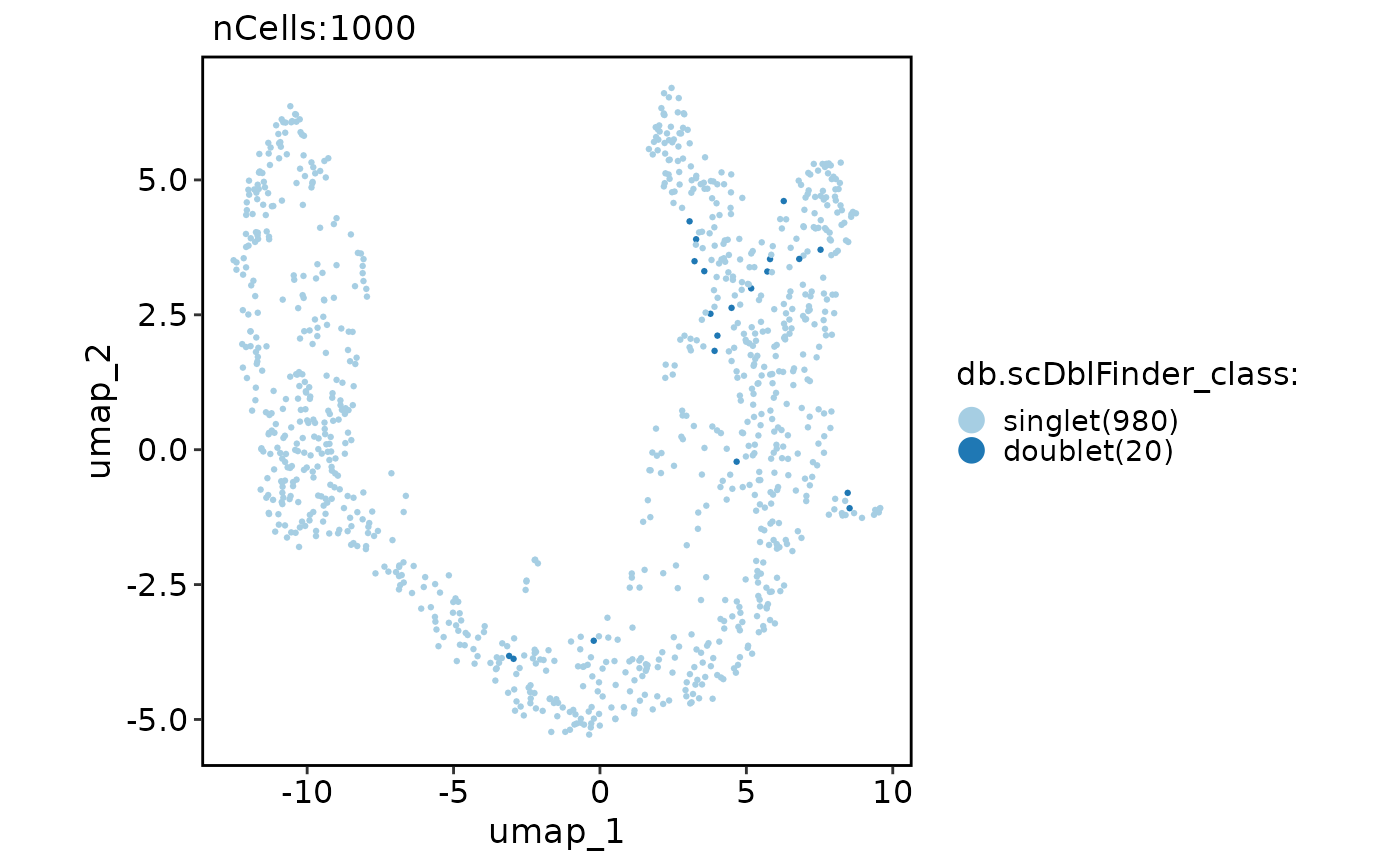 nCells:1000
5.0
2.5
0.0
-2.5
-5.0
umap_2
-10
-5
0
5
10
umap_1
db.scDblFinder_class:
singlet(980)
doublet(20)